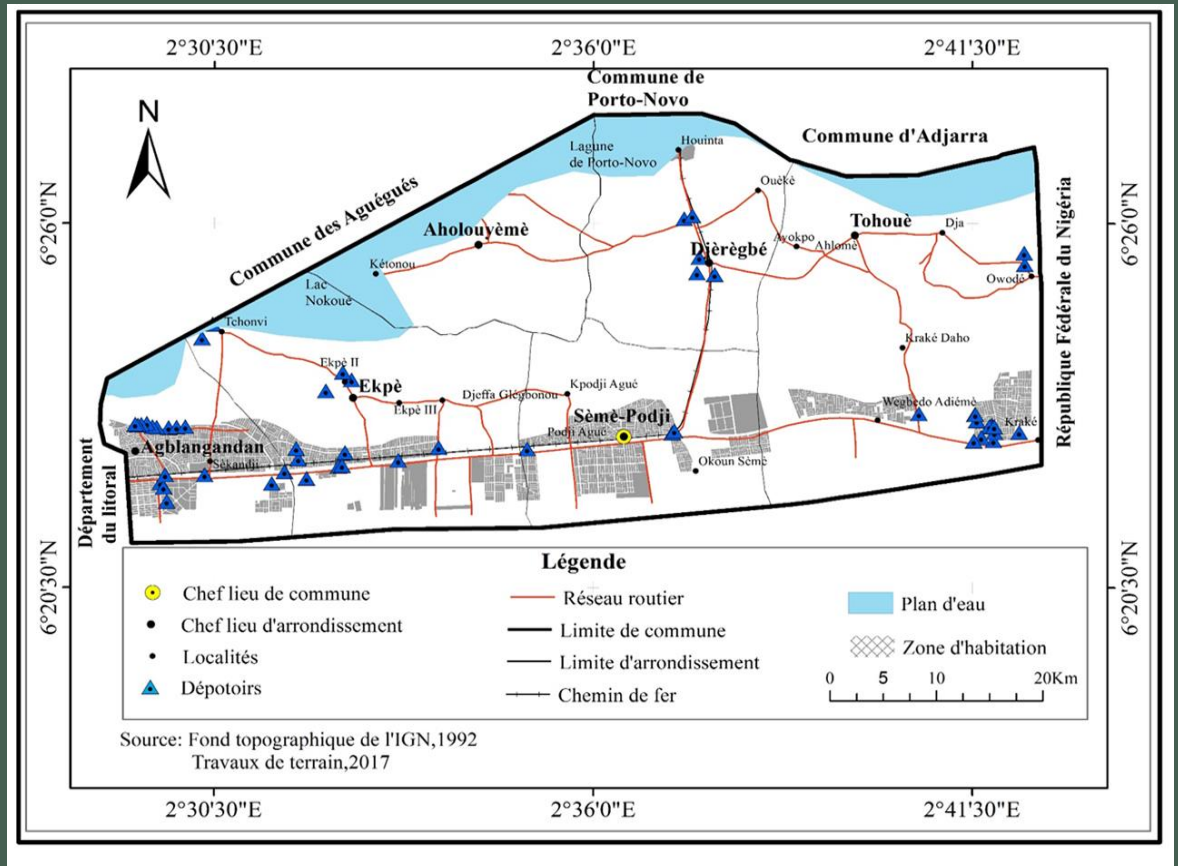 2°30'30"E
2°36'0"E
2°41'30"E
Commune de
Porto-Novo
N
Commune d'Adjarra
Houinta
Lagune
de Porto-Novo
Commune des Aguégués
République Fédérale du Nigéria
6°26'0"N
6°26'0"N
Ouèkè
Aholouyèmè
Tohouè
Dja
Djèrègbé
Ayokpo
Ahlomè
Kétonou
Owodé
Lac
Nokoué
Tchonvi
Kraké Daho
Ekpè II
Ekpè
Kpodji Agué
Djeffa Glégbonou
Ekpè III
Wegbedo Adiémè
Sèmè-Podji
Kraké
Podji Agué
Agblangandan
Sèkandji
Okoun Sèmè
Département
du littoral
Légende
Chef lieu de commune
Chef lieu d'arrondissement
Localités
Dépotoirs
Réseau routier
Limite de commune
Limite d'arrondissement
Chemin de fer
Plan d'eau
Zone d'habitation
0 5 10 20Km
6°20'30"N
6°20'30"N
Source: Fond topographique de l'IGN,1992
Travaux de terrain,2017
2°30'30"E
2°36'0"E
2°41'30"E